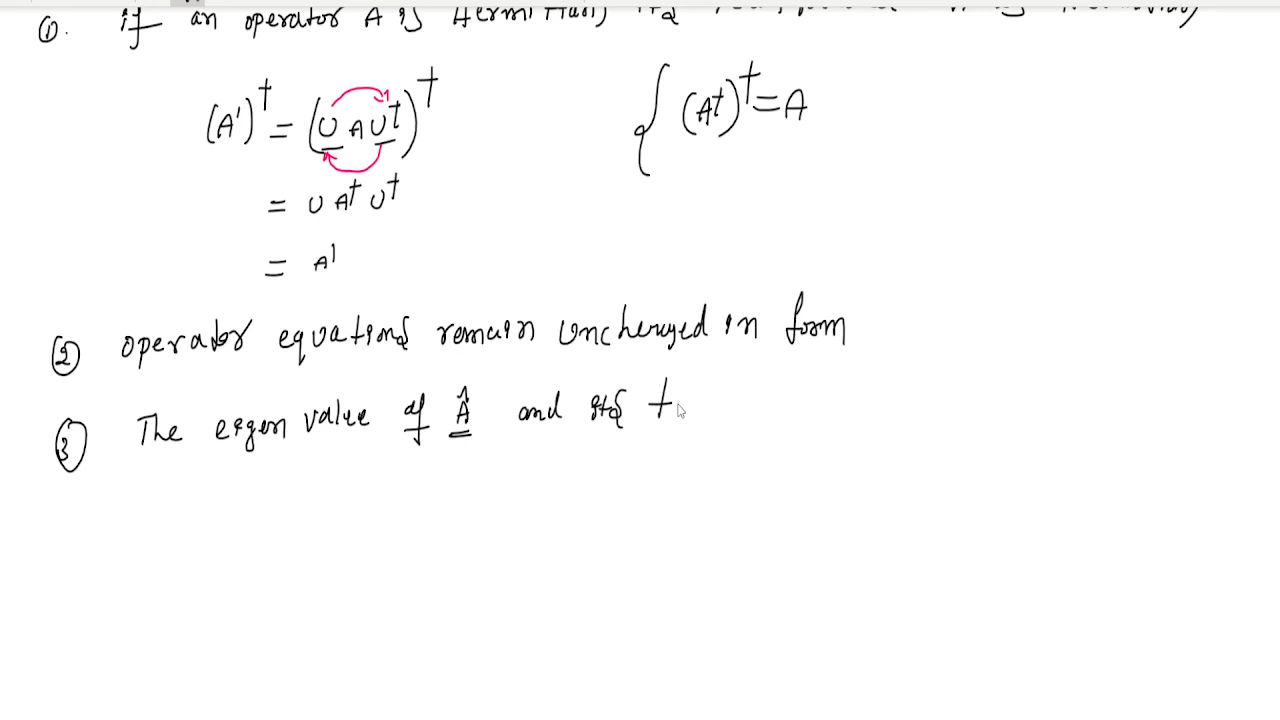 ①. if an operator A is Hermitian, its
(A')† = (U A U†)† { (A†)† = A
= U A† U†
= A'
② operator equations remain unchenged in form
③ The eigen value of Â and its t